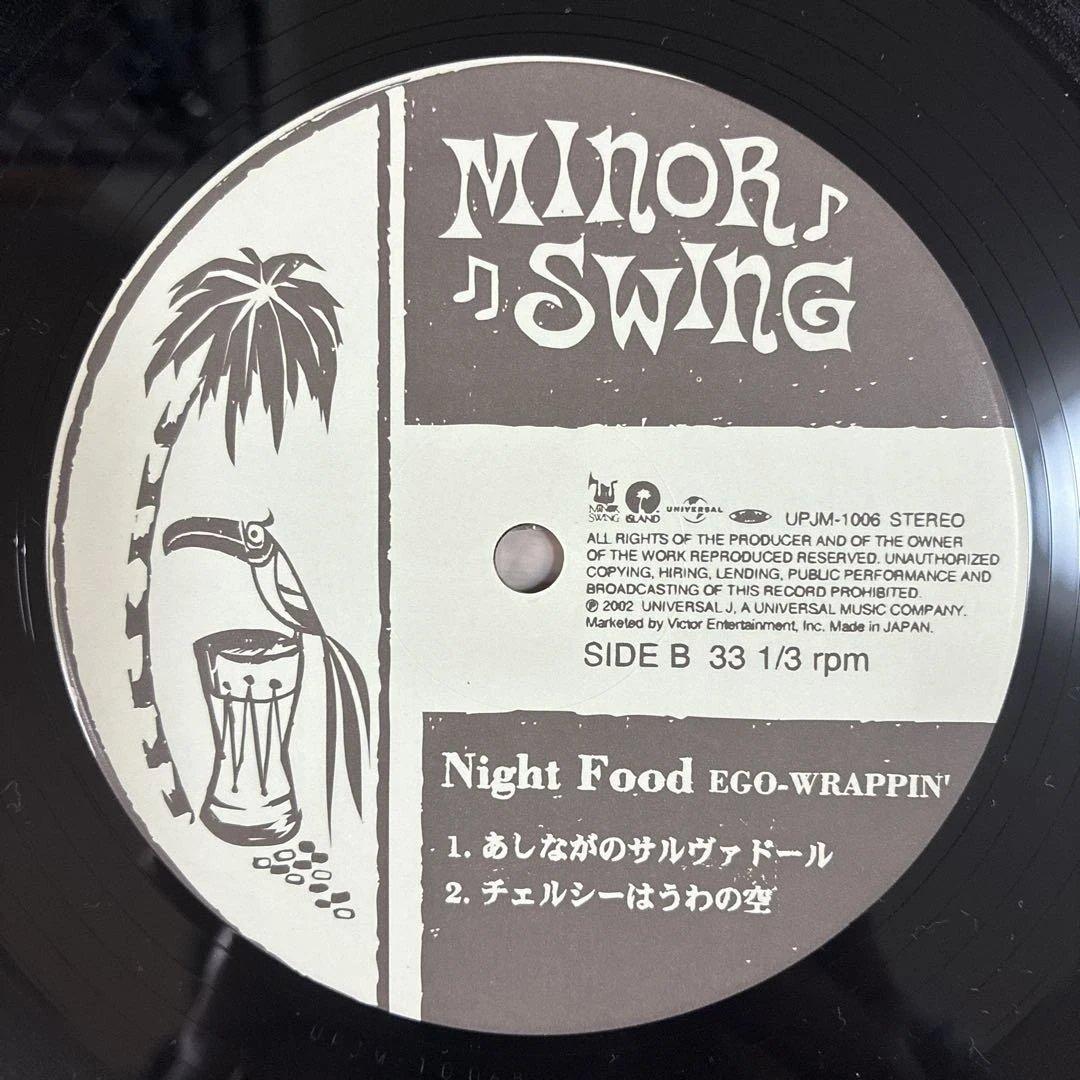 MINOR
SWING
MINOR SWING ISLAND UNIVERSAL UPJM-1006 STEREO
ALL RIGHTS OF THE PRODUCER AND OF THE OWNER
OF THE WORK REPRODUCED RESERVED. UNAUTHORIZED
COPYING, HIRING, LENDING, PUBLIC PERFORMANCE AND
BROADCASTING OF THIS RECORD PROHIBITED.
℗ 2002 UNIVERSAL J, A UNIVERSAL MUSIC COMPANY.
Marketed by Victor Entertainment, Inc. Made in JAPAN.
SIDE B 33 1/3 rpm
Night Food EGO-WRAPPIN'
1. あしながのサルヴァドール
2. チェルシーはうわの空